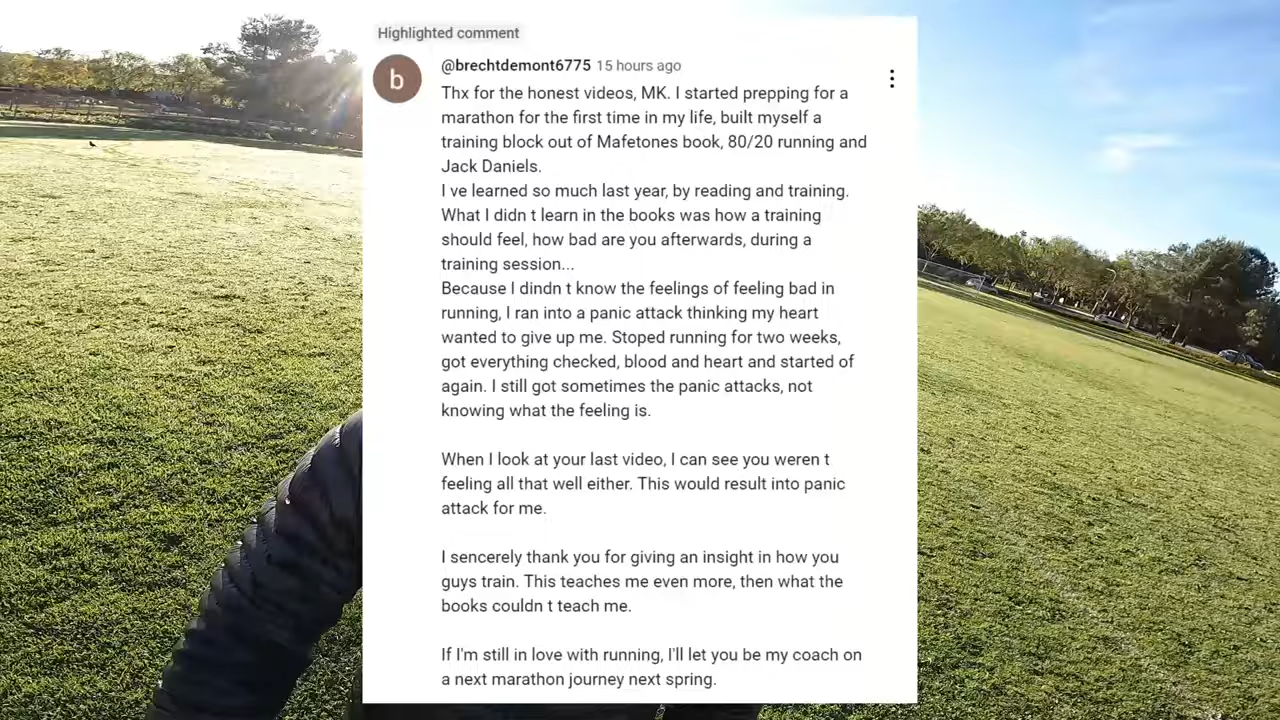 Highlighted comment
b
@brechtdemont6775 15 hours ago
Thx for the honest videos, MK. I started prepping for a
marathon for the first time in my life, built myself a
training block out of Mafetones book, 80/20 running and
Jack Daniels.
I ve learned so much last year, by reading and training.
What I didn t learn in the books was how a training
should feel, how bad are you afterwards, during a
training session...
Because I dindn t know the feelings of feeling bad in
running, I ran into a panic attack thinking my heart
wanted to give up me. Stoped running for two weeks,
got everything checked, blood and heart and started of
again. I still got sometimes the panic attacks, not
knowing what the feeling is.
When I look at your last video, I can see you weren t
feeling all that well either. This would result into panic
attack for me.
I sencerely thank you for giving an insight in how you
guys train. This teaches me even more, then what the
books couldn t teach me.
If I'm still in love with running, I'll let you be my coach on
a next marathon journey next spring.